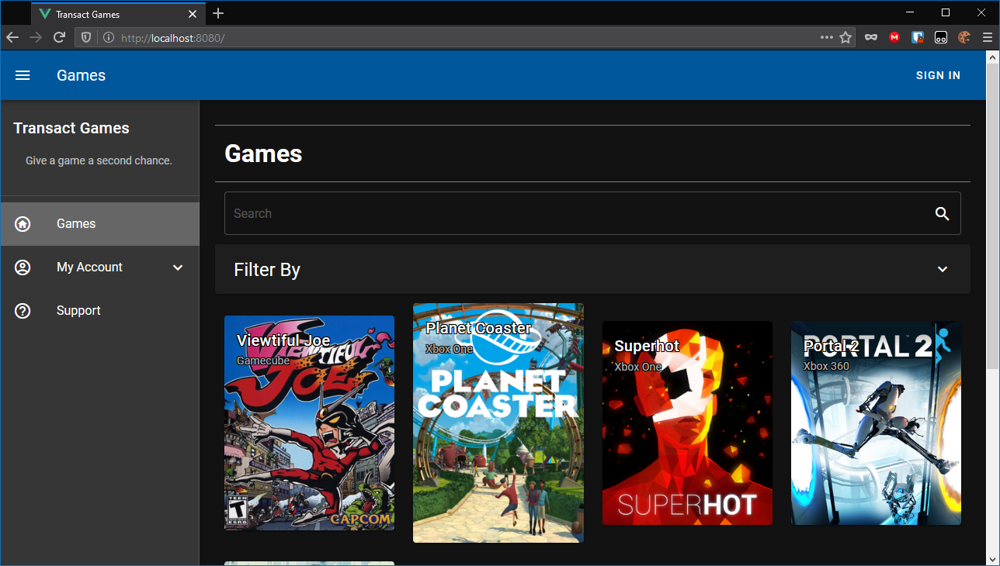 Transact Games
http://localhost:8080/
Games
SIGN IN
Transact Games
Give a game a second chance.
Games
My Account
Support
Games
Search
Filter By
Viewtiful Joe
Gamecube
VIEWTIFUL
JOE
T
ESRB
CAPCOM
Planet Coaster
Xbox One
PLANET
COASTER
Superhot
Xbox One
SUPERHOT
Portal 2
Xbox 360
PORTAL 2